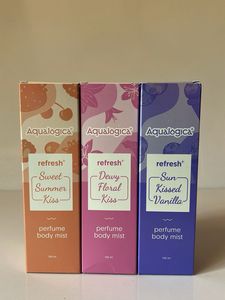 Aqualogica
refresh+
Sweet
Summer
Kiss
perfume
body mist
Aqualogica
refresh+
Dewy
Floral
Kiss
perfume
body mist
Aqualogica
refresh+
Sun
Kissed
Vanilla
perfume
body mist